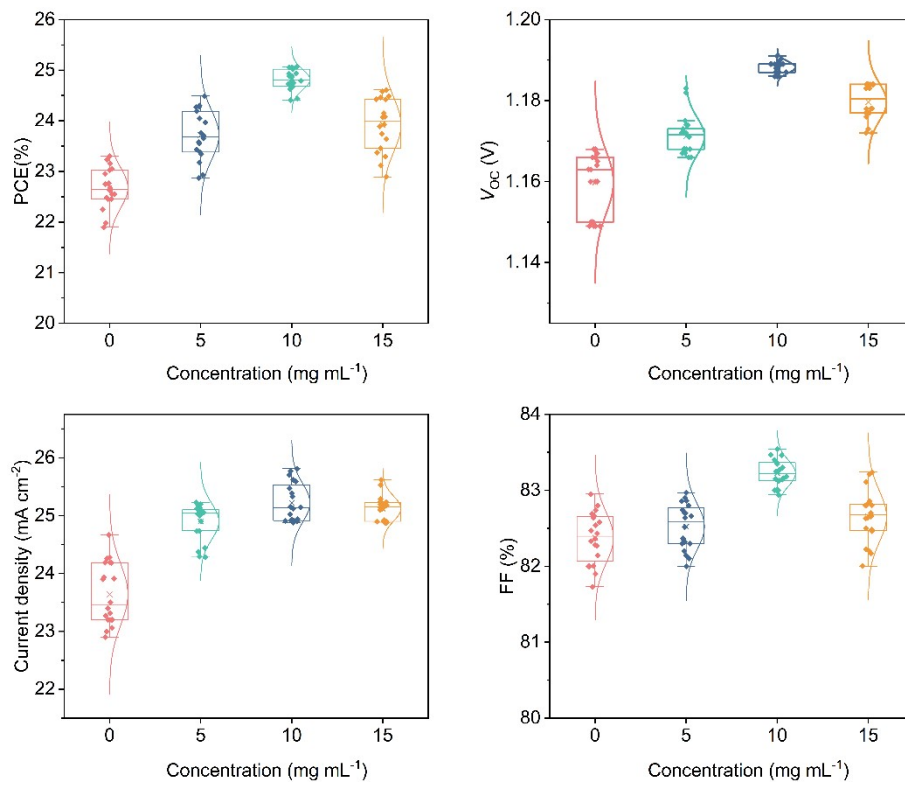 PCE(%)
26
25
24
23
22
21
20
0 5 10 15
Concentration (mg mL⁻¹)
V_OC (V)
1.20
1.18
1.16
1.14
0 5 10 15
Concentration (mg mL⁻¹)
Current density (mA cm⁻²)
26
25
24
23
22
0 5 10 15
Concentration (mg mL⁻¹)
FF (%)
84
83
82
81
80
0 5 10 15
Concentration (mg mL⁻¹)